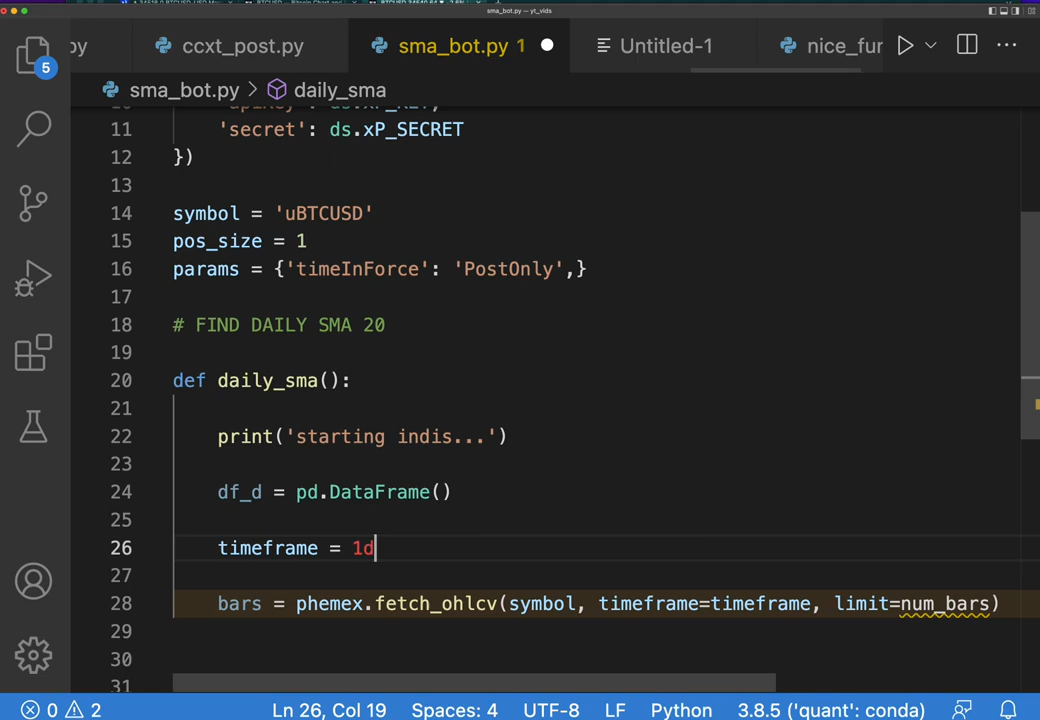 sma_bot.py — yt_vids
py
ccxt_post.py
sma_bot.py 1
Untitled-1
nice_fur
5
sma_bot.py > daily_sma
11 'secret': ds.xP_SECRET
12 })
13
14 symbol = 'uBTCUSD'
15 pos_size = 1
16 params = {'timeInForce': 'PostOnly',}
17
18 # FIND DAILY SMA 20
19
20 def daily_sma():
21
22 print('starting indis...')
23
24 df_d = pd.DataFrame()
25
26 timeframe = 1d
27
28 bars = phemex.fetch_ohlcv(symbol, timeframe=timeframe, limit=num_bars)
29
30
31
0 2 Ln 26, Col 19 Spaces: 4 UTF-8 LF Python 3.8.5 ('quant': conda)